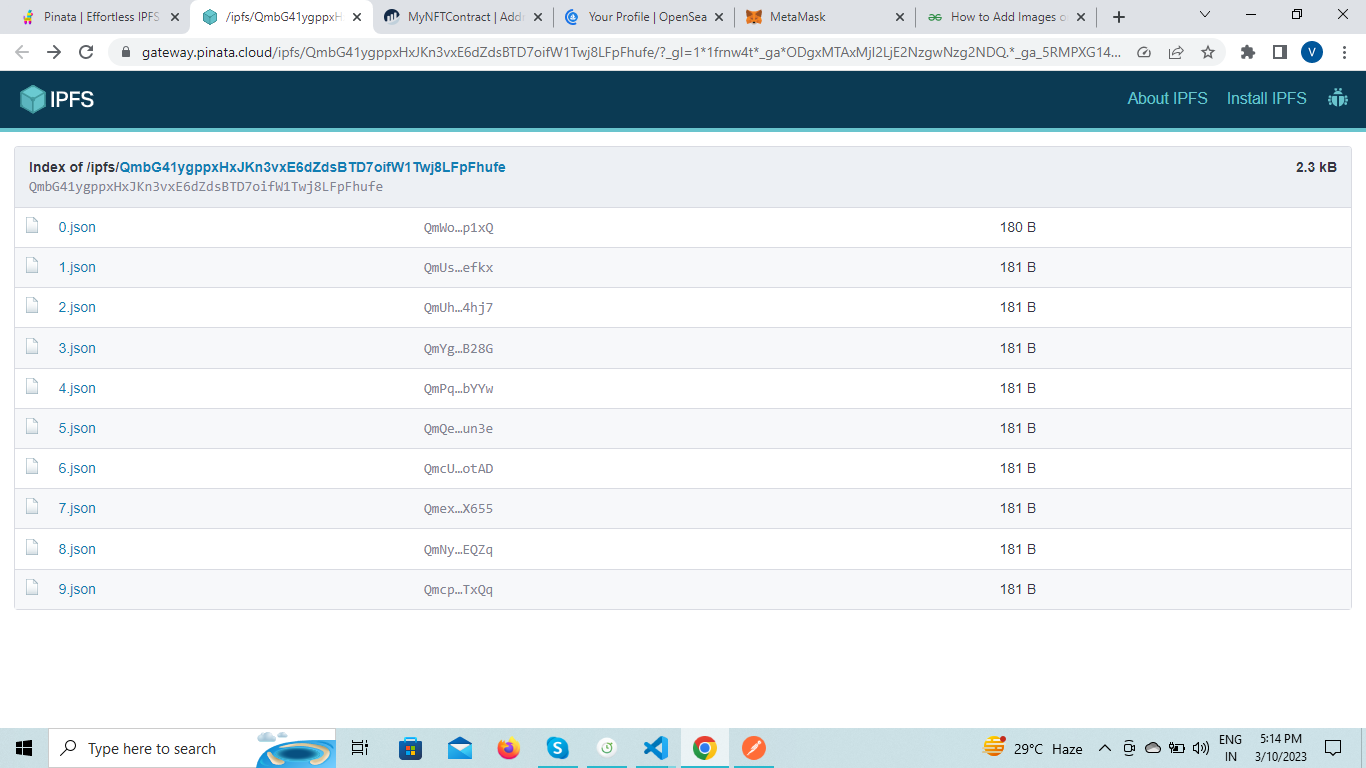 Pinata | Effortless IPFS
/ipfs/QmbG41ygppxH
MyNFTContract | Addr
Your Profile | OpenSea
MetaMask
How to Add Images o
gateway.pinata.cloud/ipfs/QmbG41ygppxHxJKn3vxE6dZdsBTD7oifW1Twj8LFpFhufe/?_gl=1*1frnw4t*_ga*ODgxMTAxMjI2LjE2NzgwNzg2NDQ.*_ga_5RMPXG14...
V
IPFS
About IPFS
Install IPFS
Index of /ipfs/QmbG41ygppxHxJKn3vxE6dZdsBTD7oifW1Twj8LFpFhufe
2.3 kB
QmbG41ygppxHxJKn3vxE6dZdsBTD7oifW1Twj8LFpFhufe
0.json QmWo…p1xQ 180 B
1.json QmUs…efkx 181 B
2.json QmUh…4hj7 181 B
3.json QmYg…B28G 181 B
4.json QmPq…bYYw 181 B
5.json QmQe…un3e 181 B
6.json QmcU…otAD 181 B
7.json Qmex…X655 181 B
8.json QmNy…EQZq 181 B
9.json Qmcp…TxQq 181 B
Type here to search
29°C Haze
ENG
IN
5:14 PM
3/10/2023